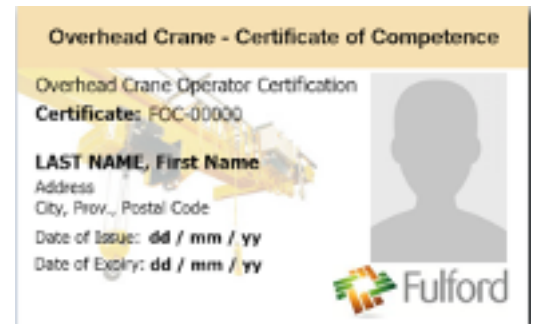 Overhead Crane - Certificate of Competence
Overhead Crane Operator Certification
Certificate: FOC-00000
LAST NAME, First Name
Address
City, Prov., Postal Code
Date of Issue: dd / mm / yy
Date of Expiry: dd / mm / yy
Fulford